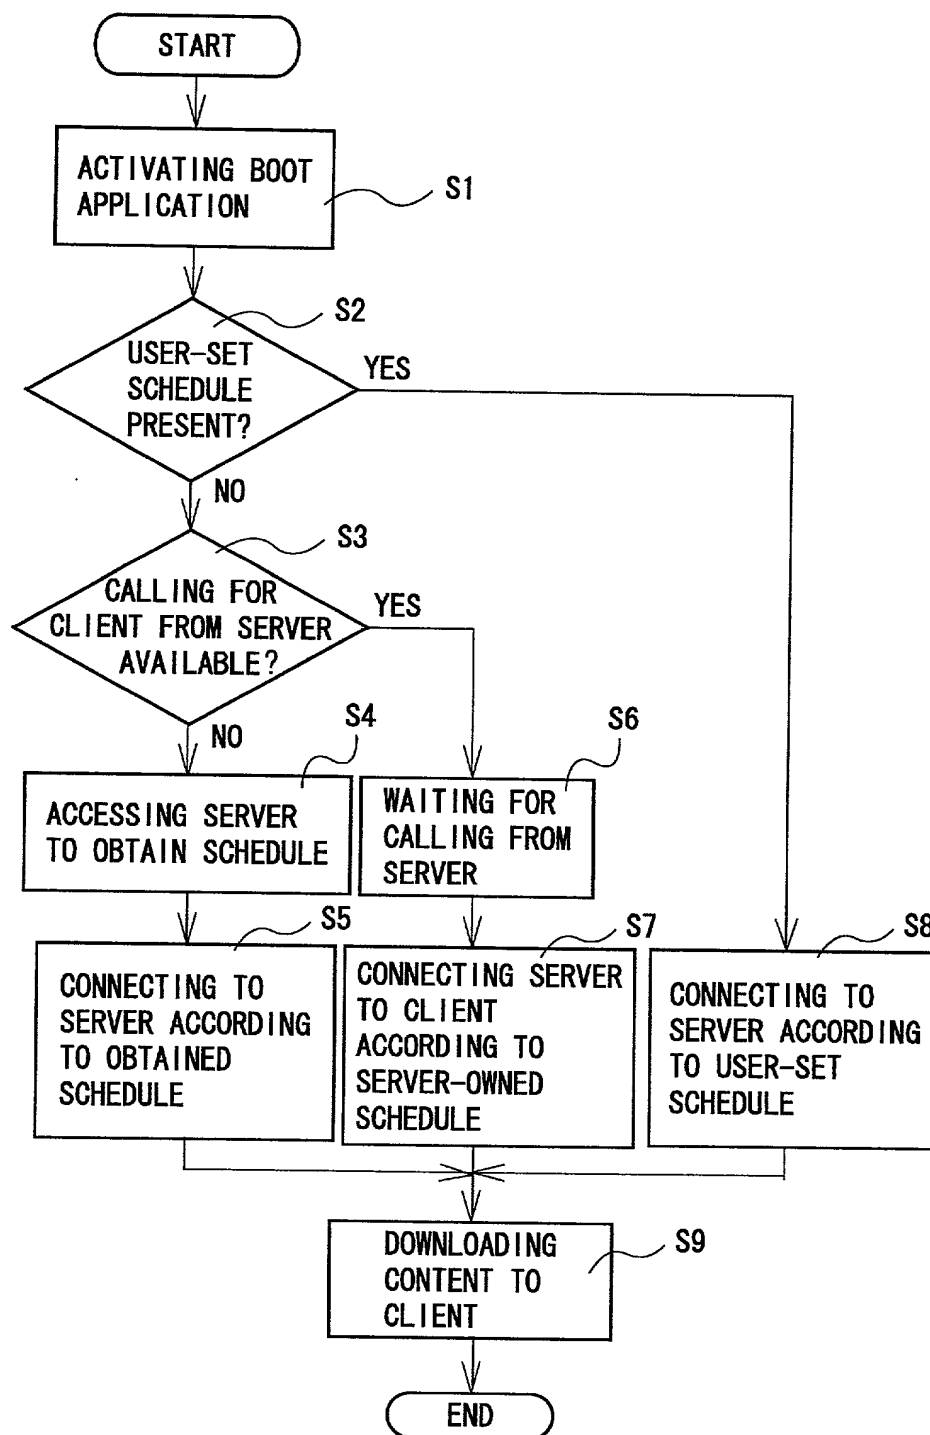 START
ACTIVATING BOOT
APPLICATION
S1
S2
USER-SET
SCHEDULE
PRESENT?
YES
NO
S3
CALLING FOR
CLIENT FROM SERVER
AVAILABLE?
YES
NO
S4
ACCESSING SERVER
TO OBTAIN SCHEDULE
S6
WAITING FOR
CALLING FROM
SERVER
S5
CONNECTING TO
SERVER ACCORDING
TO OBTAINED
SCHEDULE
S7
CONNECTING SERVER
TO CLIENT
ACCORDING TO
SERVER-OWNED
SCHEDULE
S8
CONNECTING TO
SERVER ACCORDING
TO USER-SET
SCHEDULE
S9
DOWNLOADING
CONTENT TO
CLIENT
END